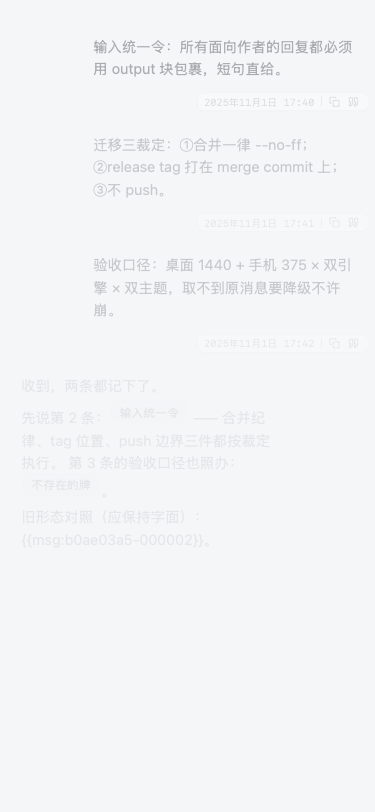 输入统一令：所有面向作者的回复都必须
用 output 块包裹，短句直给。
2025年11月1日 17:40
迁移三裁定：①合并一律 --no-ff；
②release tag 打在 merge commit 上；
③不 push。
2025年11月1日 17:41
验收口径：桌面 1440 + 手机 375 × 双引
擎 × 双主题，取不到原消息要降级不许
崩。
2025年11月1日 17:42
收到，两条都记下了。
先说第 2 条： 输入统一令 —— 合并纪
律、tag 位置、push 边界三件都按裁定
执行。 第 3 条的验收口径也照办：
不存在的牌 。
旧形态对照（应保持字面）：
{{msg:b0ae03a5-000002}}。